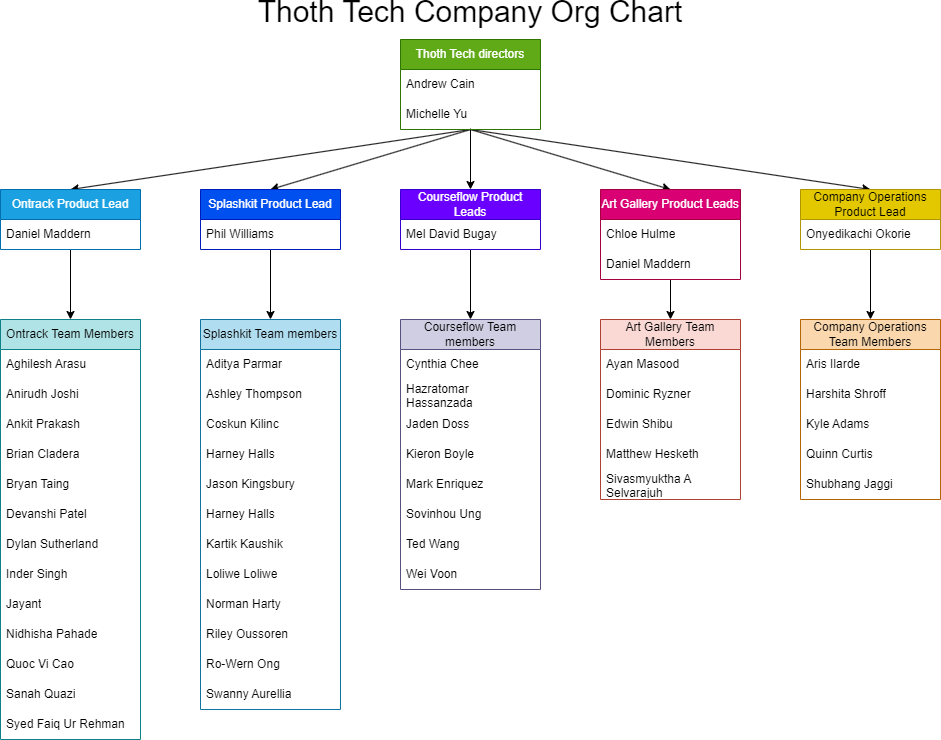 Thoth Tech Company Org Chart
Thoth Tech directors
Andrew Cain
Michelle Yu
Ontrack Product Lead
Daniel Maddern
Splashkit Product Lead
Phil Williams
Courseflow Product
Leads
Mel David Bugay
Art Gallery Product Leads
Chloe Hulme
Daniel Maddern
Company Operations
Product Lead
Onyedikachi Okorie
Ontrack Team Members
Aghilesh Arasu
Anirudh Joshi
Ankit Prakash
Brian Cladera
Bryan Taing
Devanshi Patel
Dylan Sutherland
Inder Singh
Jayant
Nidhisha Pahade
Quoc Vi Cao
Sanah Quazi
Syed Faiq Ur Rehman
Splashkit Team members
Aditya Parmar
Ashley Thompson
Coskun Kilinc
Harney Halls
Jason Kingsbury
Harney Halls
Kartik Kaushik
Loliwe Loliwe
Norman Harty
Riley Oussoren
Ro-Wern Ong
Swanny Aurellia
Courseflow Team
members
Cynthia Chee
Hazratomar
Hassanzada
Jaden Doss
Kieron Boyle
Mark Enriquez
Sovinhou Ung
Ted Wang
Wei Voon
Art Gallery Team
Members
Ayan Masood
Dominic Ryzner
Edwin Shibu
Matthew Hesketh
Sivasmyuktha A
Selvarajuh
Company Operations
Team Members
Aris Ilarde
Harshita Shroff
Kyle Adams
Quinn Curtis
Shubhang Jaggi